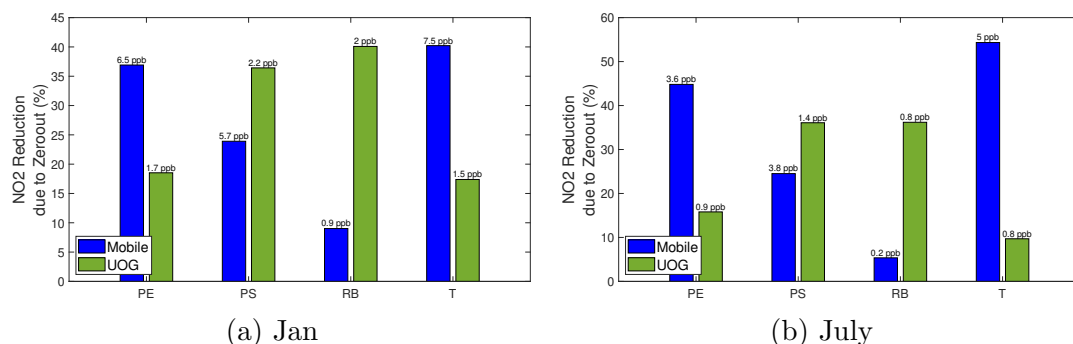 NO2 Reduction
due to Zeroout (%)
45
40
35
30
25
20
15
10
5
0
6.5 ppb
1.7 ppb
5.7 ppb
2.2 ppb
0.9 ppb
2 ppb
7.5 ppb
1.5 ppb
Mobile
UOG
PE
PS
RB
T
(a) Jan
NO2 Reduction
due to Zeroout (%)
60
50
40
30
20
10
0
3.6 ppb
0.9 ppb
3.8 ppb
1.4 ppb
0.2 ppb
0.8 ppb
5 ppb
0.8 ppb
Mobile
UOG
PE
PS
RB
T
(b) July